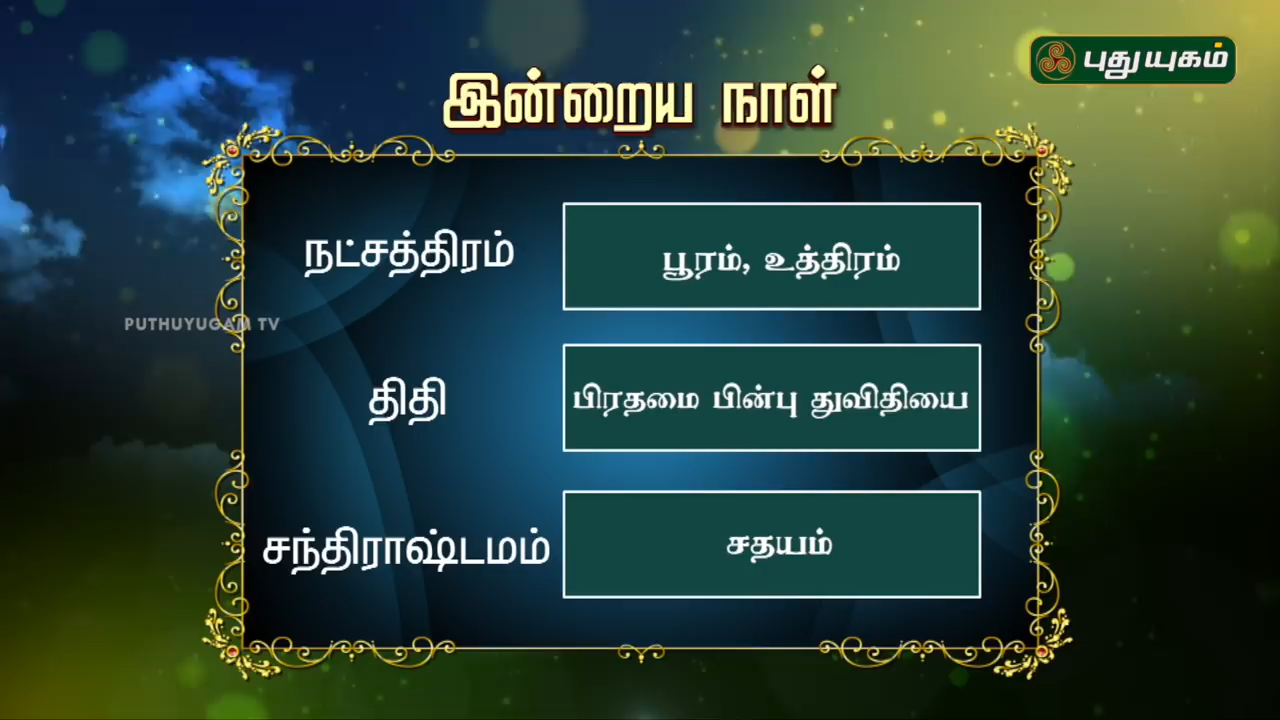 புதுயுகம்
இன்றைய நாள்
நட்சத்திரம்
பூரம், உத்திரம்
PUTHUYUGAM TV
திதி
பிரதமை பின்பு துவிதியை
சந்திராஷ்டமம்
சதயம்